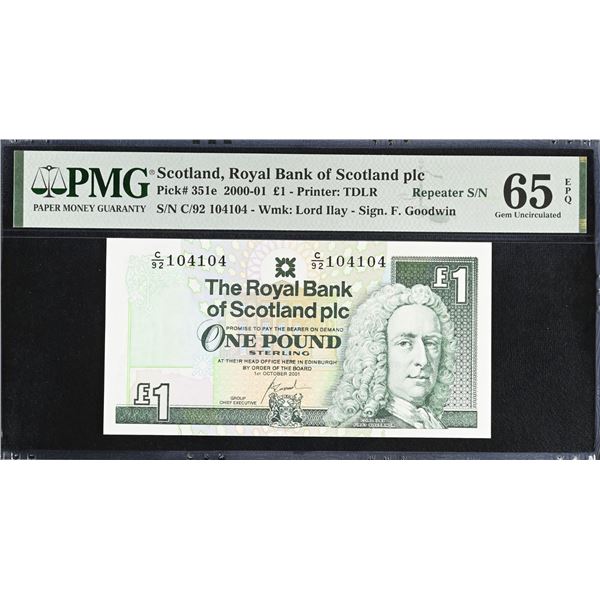 PMG
PAPER MONEY GUARANTY
Scotland, Royal Bank of Scotland plc
Pick# 351e 2000-01 £1 - Printer: TDLR Repeater S/N
S/N C/92 104104 - Wmk: Lord Ilay - Sign. F. Goodwin
65 EPQ
Gem Uncirculated
C/92 104104 C/92 104104
£1
The Royal Bank
of Scotland plc
PROMISE TO PAY THE BEARER ON DEMAND
ONE POUND
STERLING
AT THEIR HEAD OFFICE HERE IN EDINBURGH
BY ORDER OF THE BOARD
1st OCTOBER 2001
£1
GROUP
CHIEF EXECUTIVE